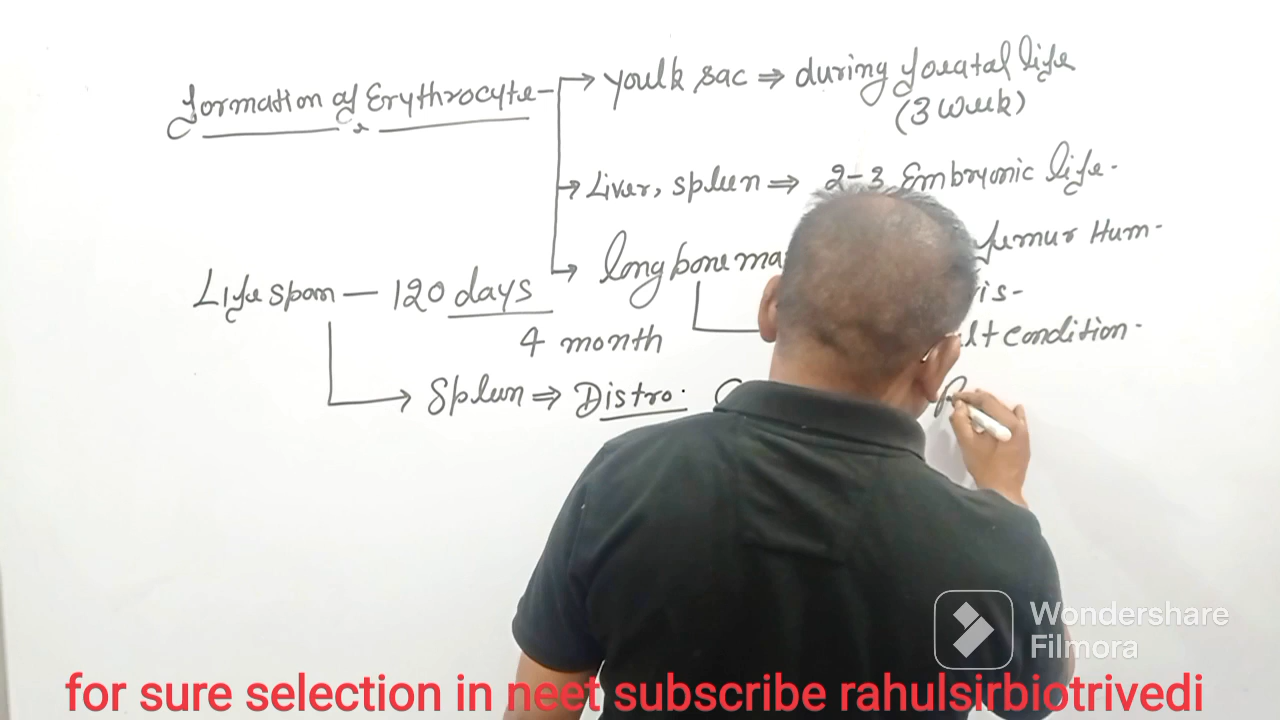 Formation of Erythrocyte – → youlk sac ⇒ during foeatal life
(3 week)
→ Liver, spleen ⇒ 2-3 Embryonic life.
→ long bone ma femur Hum-
is-
Life span — 120 days
4 month
lt condition.
→ Spleen ⇒ Distro.
Wondershare
Filmora
for sure selection in neet subscribe rahulsirbiotrivedi